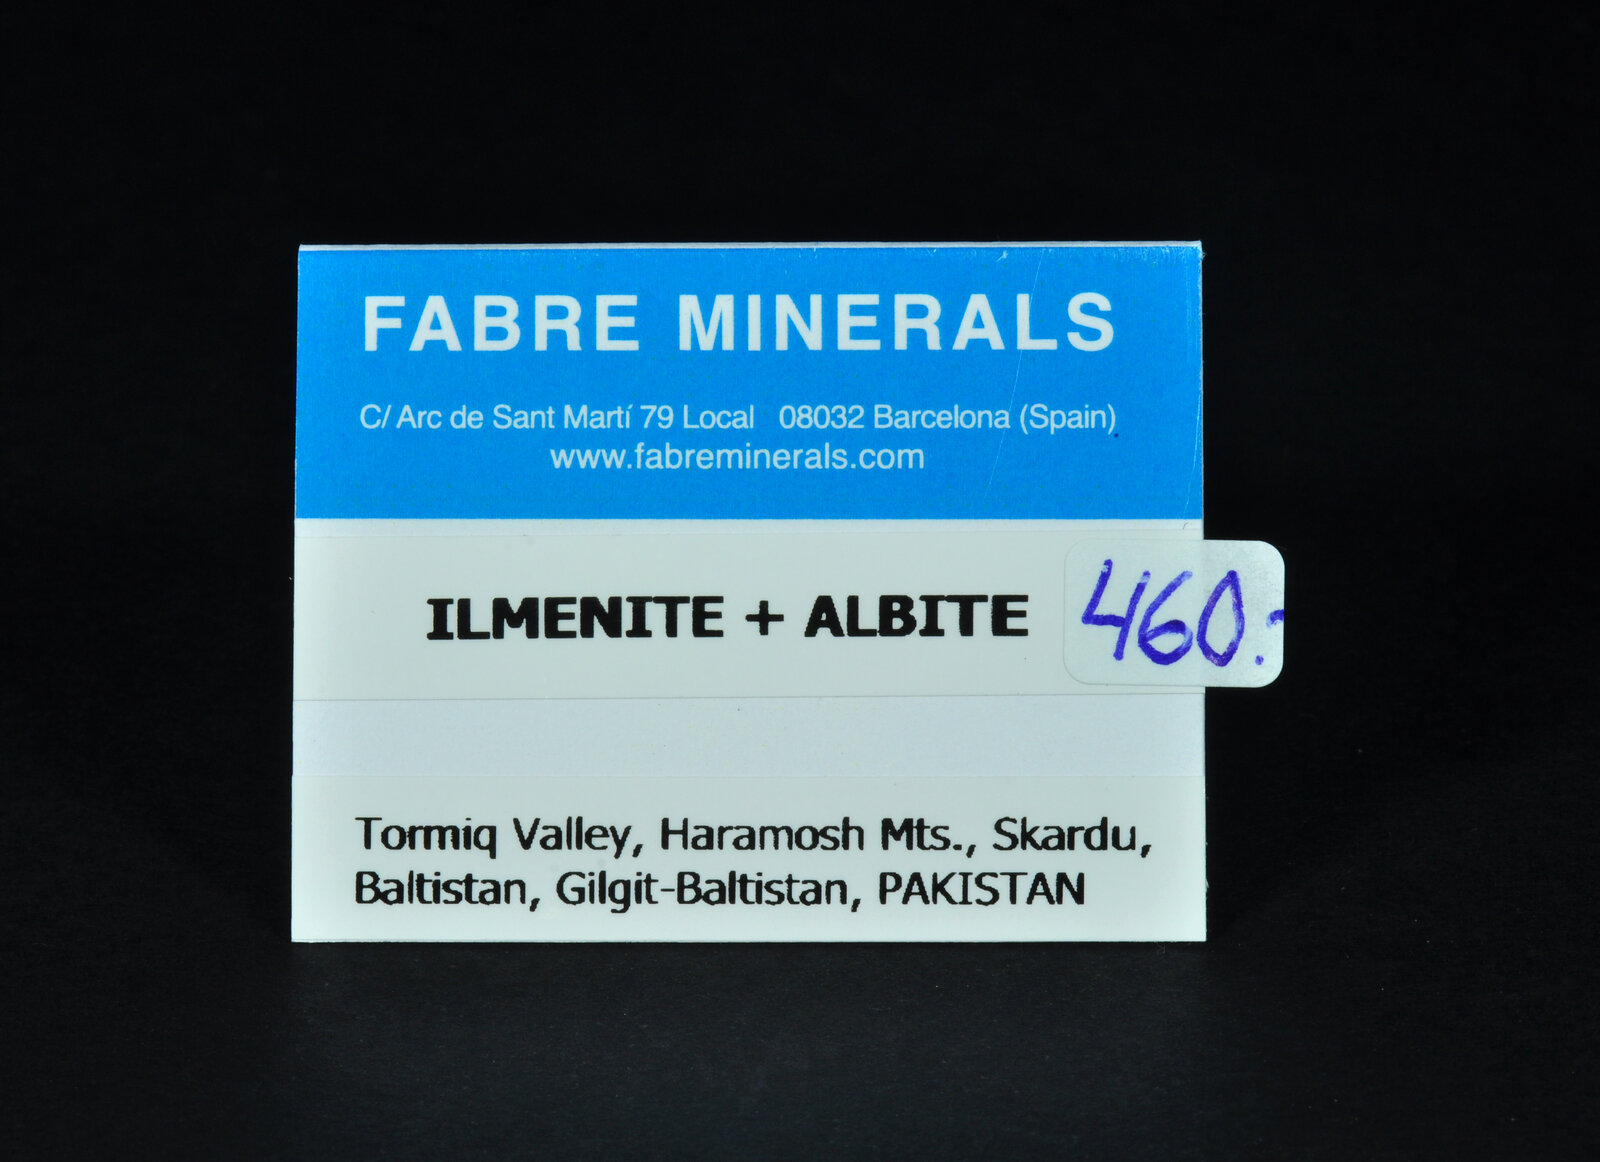 FABRE MINERALS
C/ Arc de Sant Martí 79 Local 08032 Barcelona (Spain)
www.fabreminerals.com
ILMENITE + ALBITE
460.-
Tormiq Valley, Haramosh Mts., Skardu,
Baltistan, Gilgit-Baltistan, PAKISTAN